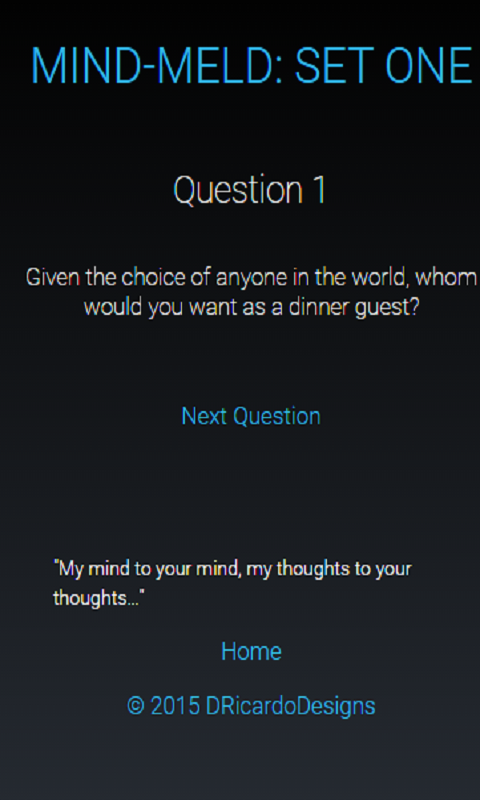 MIND-MELD: SET ONE
Question 1
Given the choice of anyone in the world, whom
would you want as a dinner guest?
Next Question
"My mind to your mind, my thoughts to your
thoughts..."
Home
© 2015 DRicardoDesigns